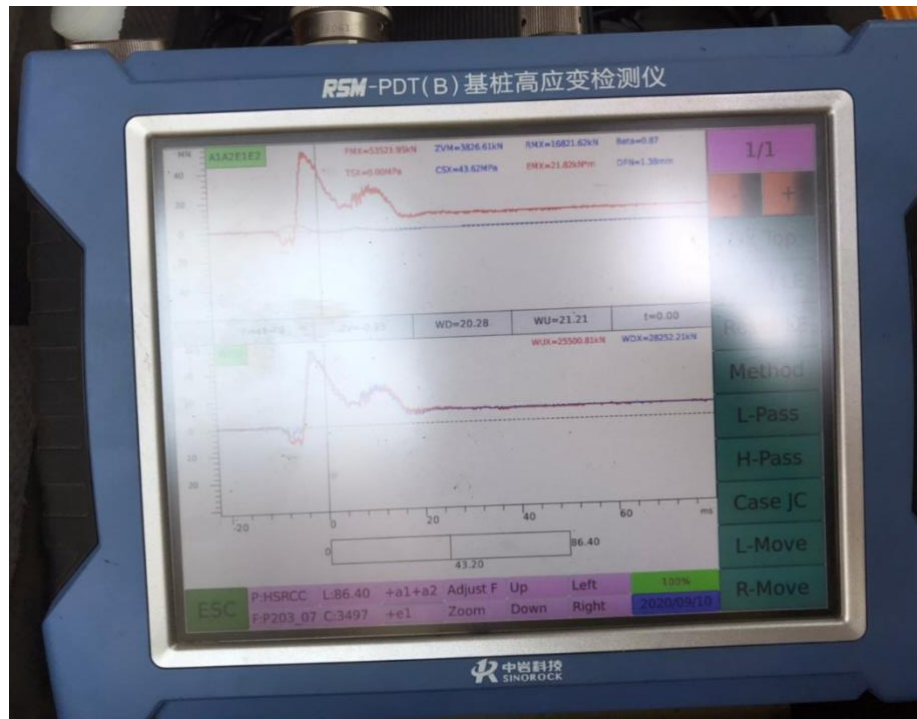 RSM-PDT(B)基桩高应变检测仪
MN A1A2E1E2 FMX=53523.95kN ZVM=3826.61kN RMX=16821.62kN Beta=0.87
TSX=0.00MPa CSX=43.62MPa EMX=21.82kN*m DFN=1.38mm
1/1
- +
WD=20.28 WU=21.21 t=0.00
WUX=25500.81kN WDX=28252.21kN
Method
L-Pass
H-Pass
Case JC
L-Move
R-Move
-20 0 20 40 60 ms
0 86.40
43.20
ESC P:HSRCC L:86.40 +a1+a2 Adjust F Up Left 100%
F:P203_07 C:3497 +e1 Zoom Down Right 2020/09/10
中岩科技
SINOROCK